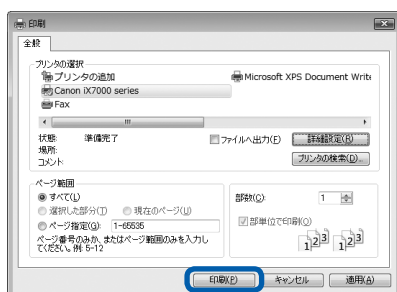 印刷
全般
プリンタの選択
プリンタの追加
Microsoft XPS Document Write
Canon iX7000 series
Fax
状態: 準備完了
ファイルへ出力(F)
詳細設定(R)
場所:
コメント:
プリンタの検索(D)...
ページ範囲
すべて(L)
選択した部分(T) 現在のページ(U)
ページ指定(G): 1-65535
ページ番号のみか、またはページ範囲のみを入力し
てください。例: 5-12
部数(C): 1
部単位で印刷(O)
1 2 3 1 2 3
印刷(P) キャンセル 適用(A)